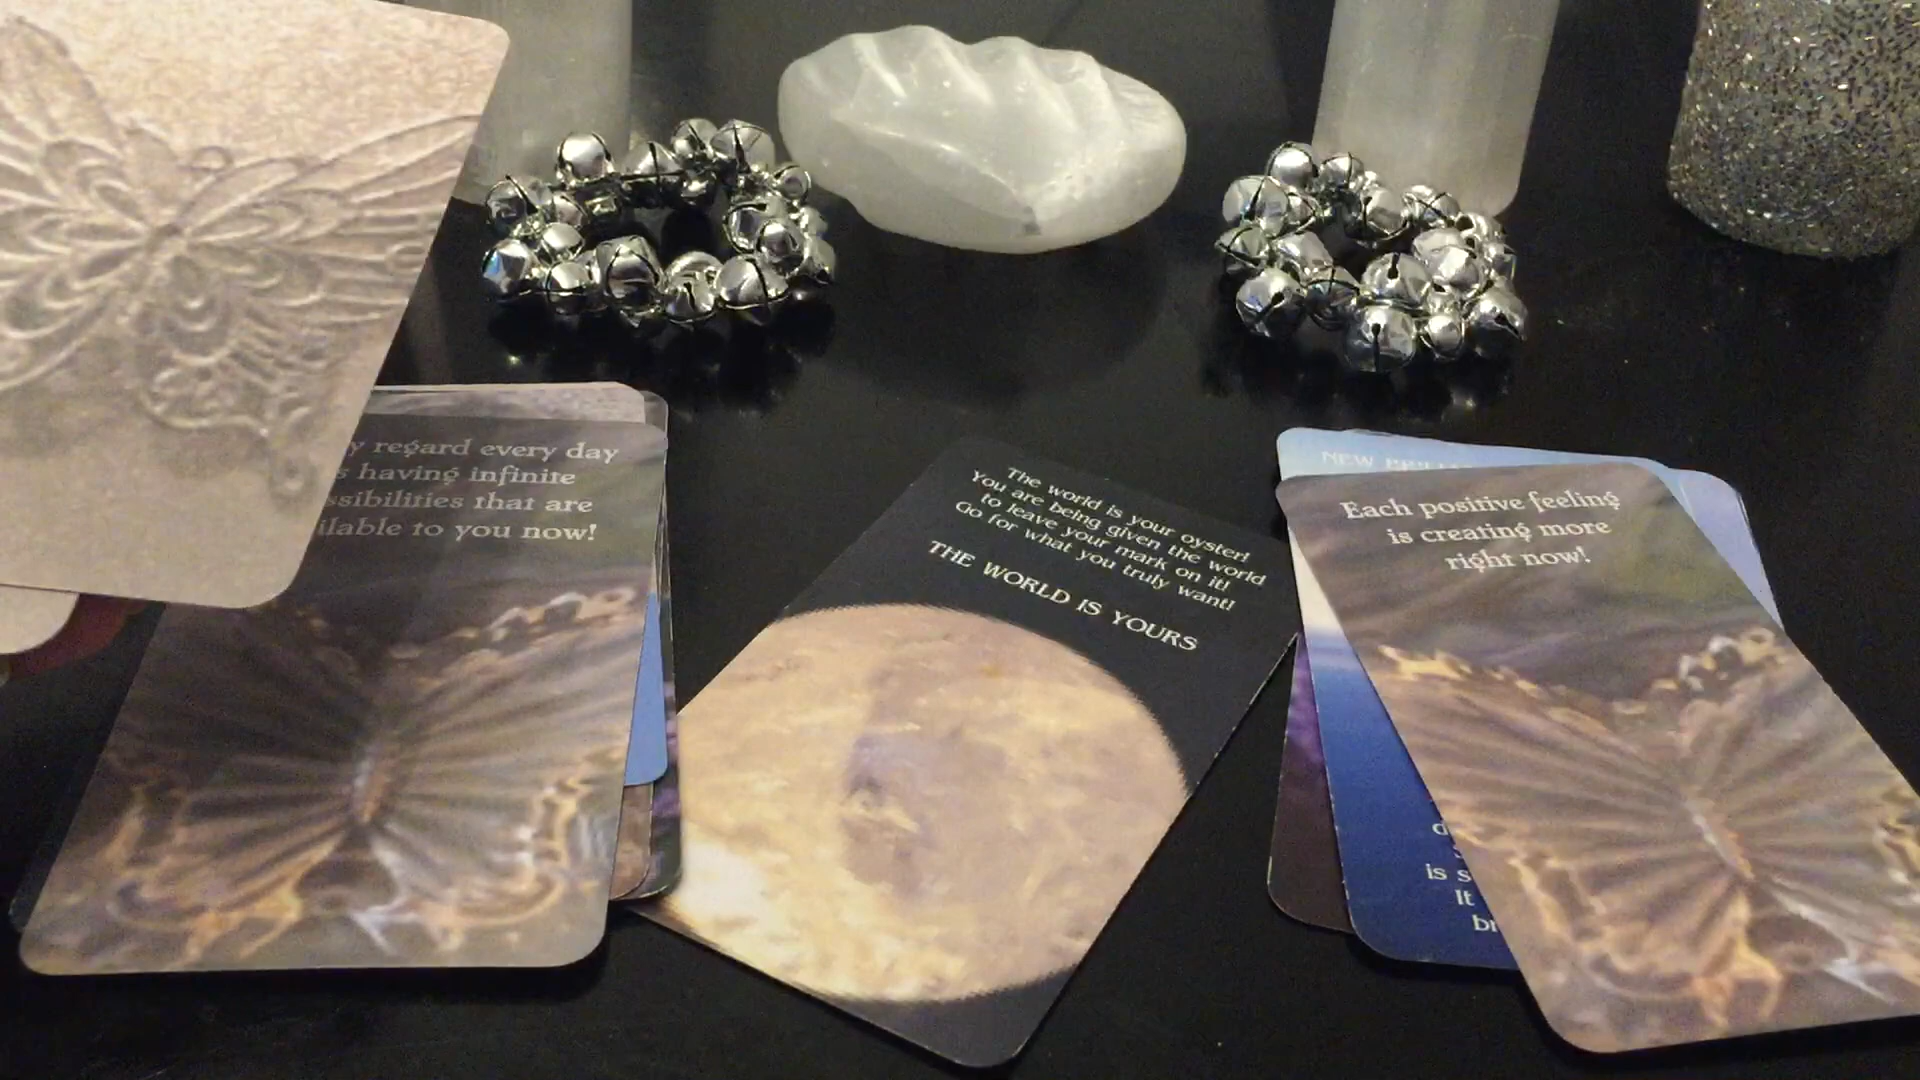 regard every day
having infinite
that are
to you now!
The world is your oyster!
You are being given the world
to leave your mark on it!
Go for what you truly want!
THE WORLD IS YOURS
NEW
Each positive feeling
is creating more
right now!
is
It